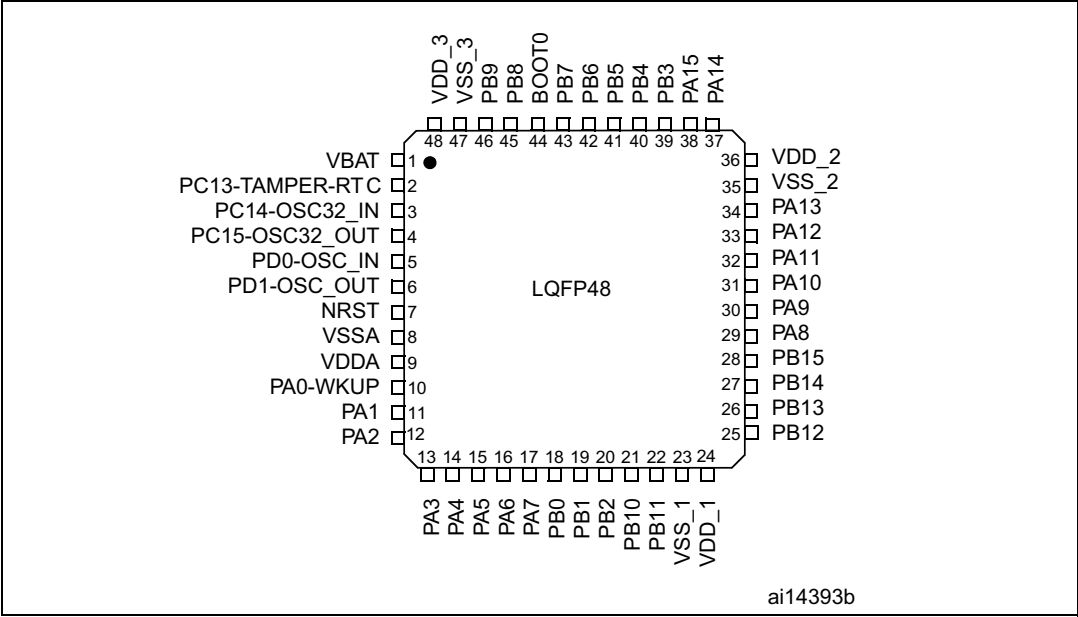 VDD_3
VSS_3
PB9
PB8
BOOT0
PB7
PB6
PB5
PB4
PB3
PA15
PA14
48 47 46 45 44 43 42 41 40 39 38 37
VBAT 1
PC13-TAMPER-RTC 2
PC14-OSC32_IN 3
PC15-OSC32_OUT 4
PD0-OSC_IN 5
PD1-OSC_OUT 6
NRST 7
VSSA 8
VDDA 9
PA0-WKUP 10
PA1 11
PA2 12
LQFP48
36 VDD_2
35 VSS_2
34 PA13
33 PA12
32 PA11
31 PA10
30 PA9
29 PA8
28 PB15
27 PB14
26 PB13
25 PB12
13 14 15 16 17 18 19 20 21 22 23 24
PA3
PA4
PA5
PA6
PA7
PB0
PB1
PB2
PB10
PB11
VSS_1
VDD_1
ai14393b